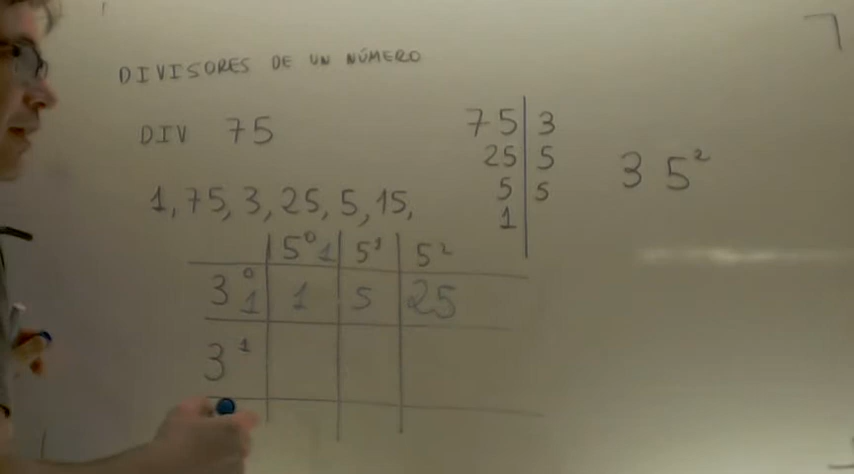 DIVISORES DE UN NÚMERO
DIV 75
1, 75, 3, 25, 5, 15,
75 | 3
25 | 5
5 | 5
1 |
3 5²
5⁰ 1 | 5¹ | 5²
3⁰ 1 | 1 | 5 | 25
3¹